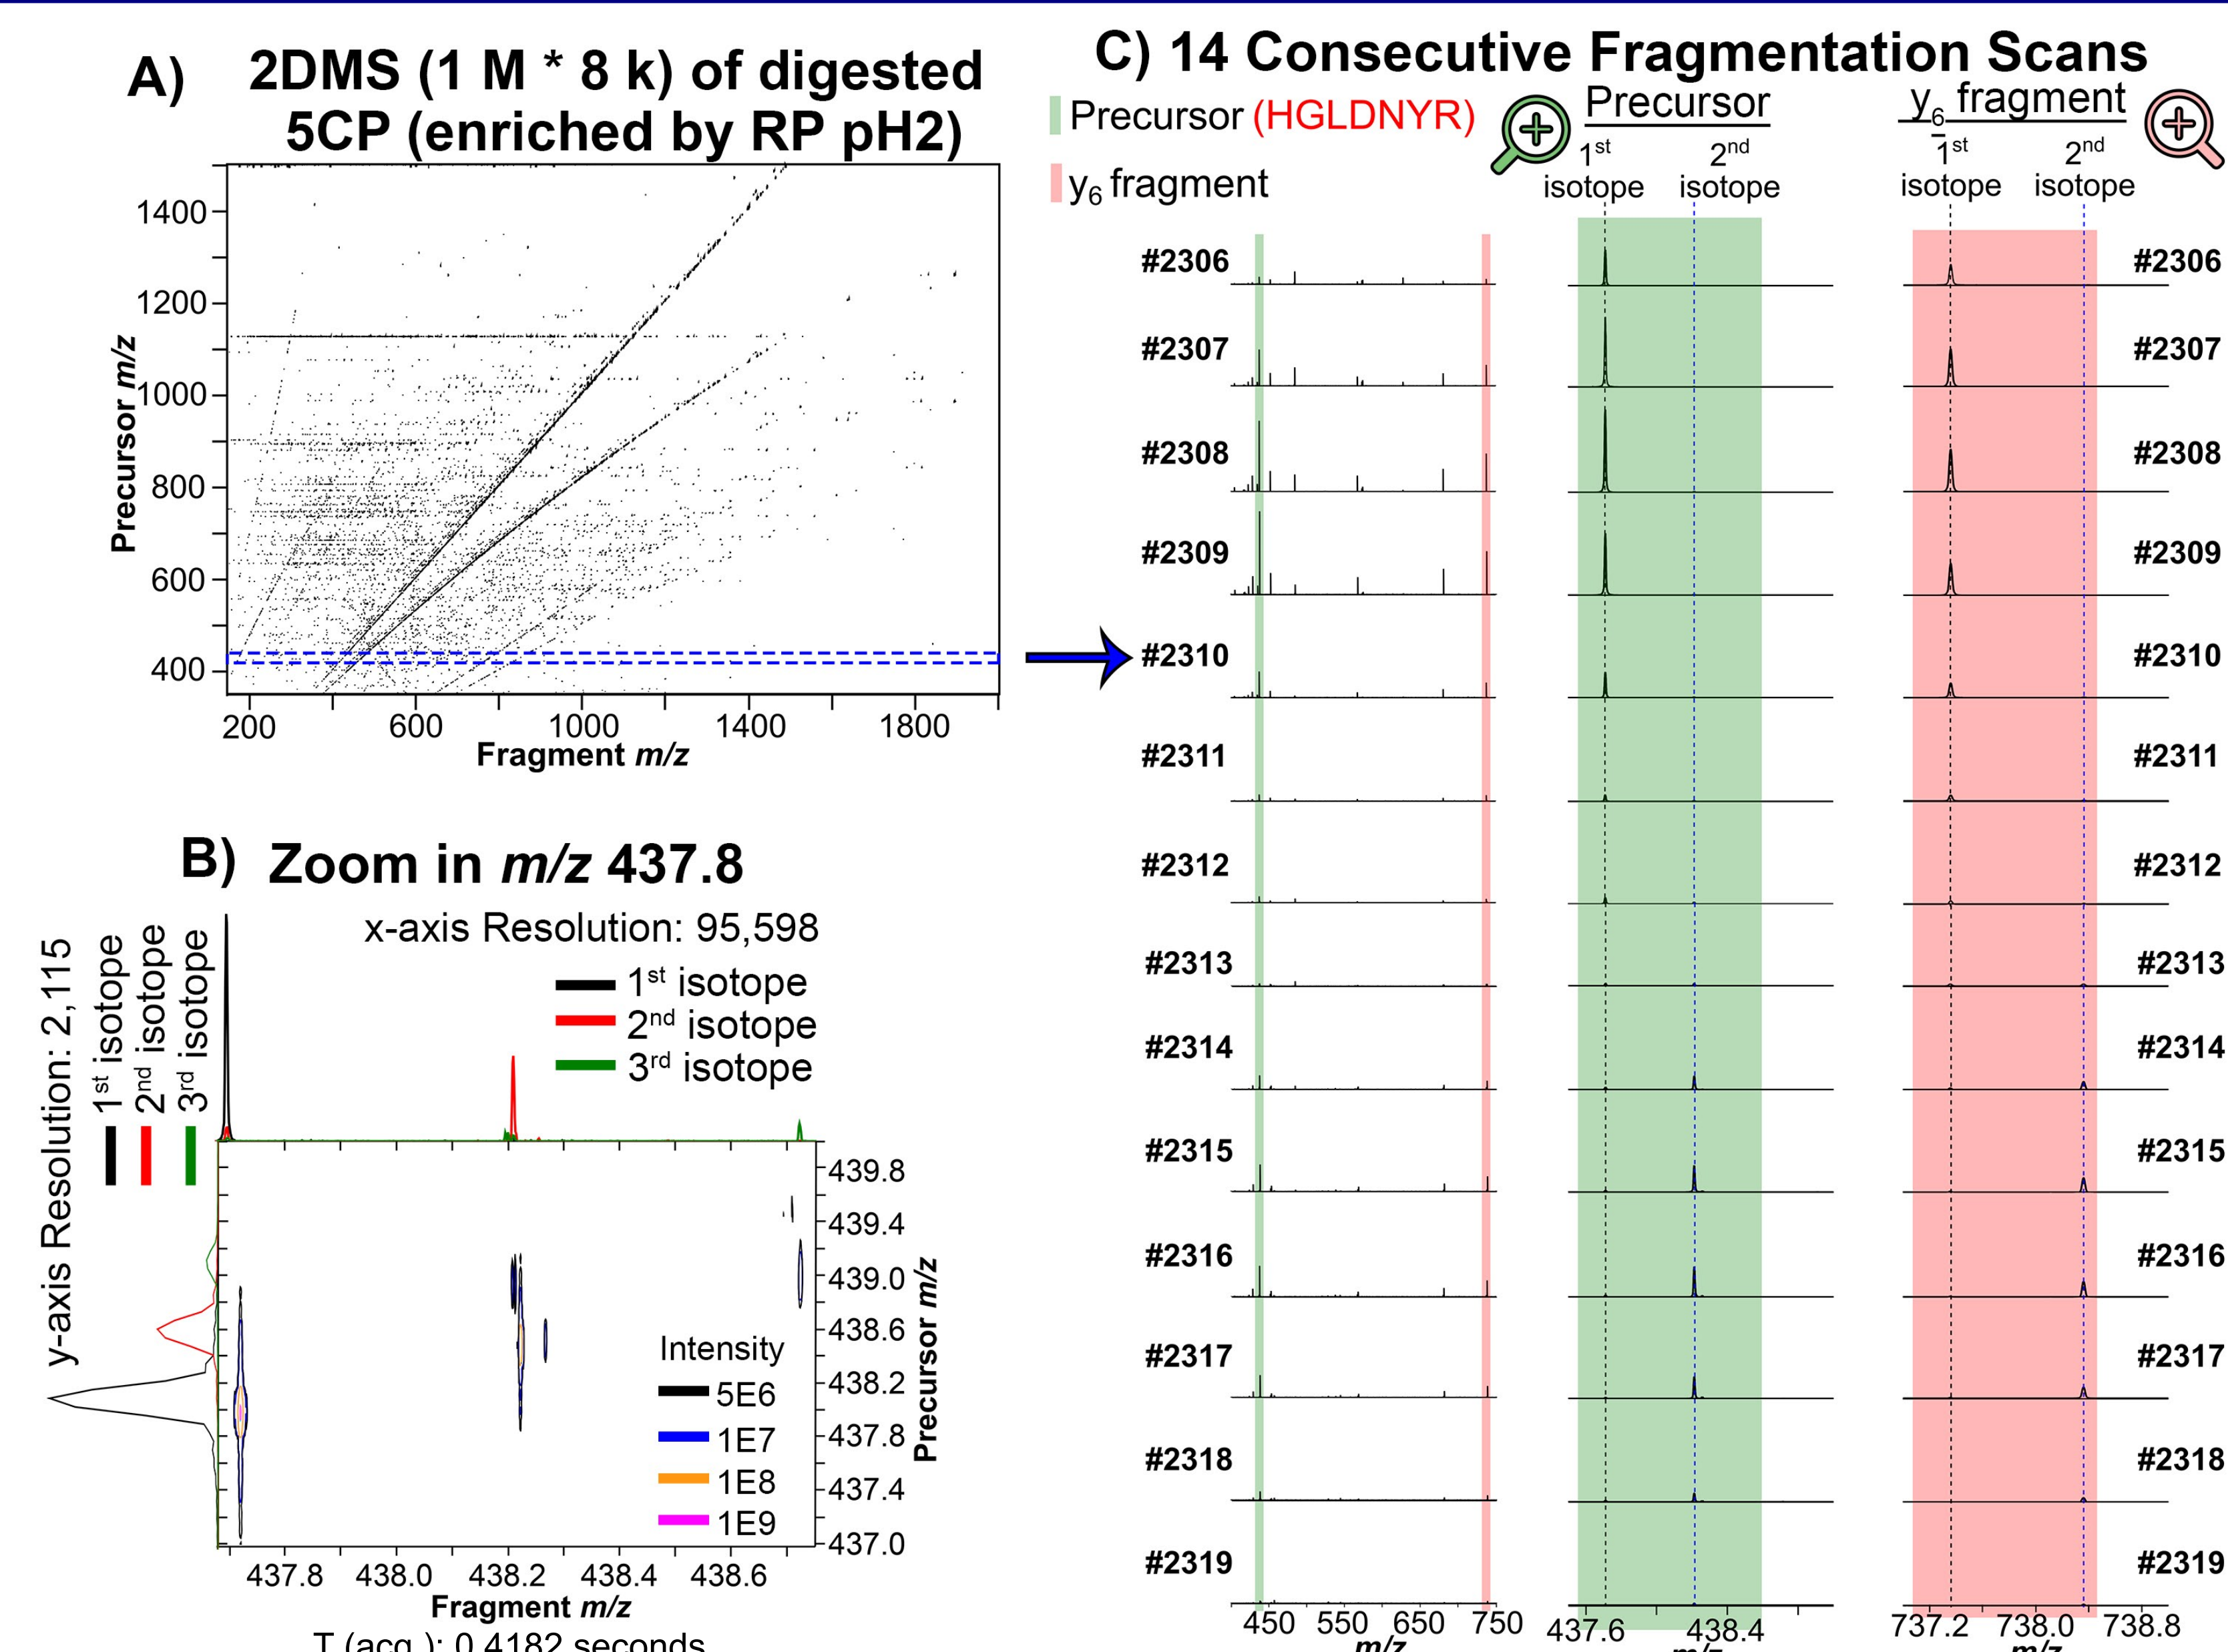 A) 2DMS (1 M * 8 k) of digested
5CP (enriched by RP pH2)
Precursor m/z
1400
1200
1000
800
600
400
200 600 1000 1400 1800
Fragment m/z
B) Zoom in m/z 437.8
x-axis Resolution: 95,598
y-axis Resolution: 2,115
1st isotope
2nd isotope
3rd isotope
1st isotope
2nd isotope
3rd isotope
439.8
439.4
439.0
438.6
438.2
437.8
437.4
437.0
Precursor m/z
Intensity
5E6
1E7
1E8
1E9
437.8 438.0 438.2 438.4 438.6
Fragment m/z
T (acq.): 0.4182 seconds
C) 14 Consecutive Fragmentation Scans
Precursor (HGLDNYR)
y6 fragment
Precursor
1st isotope
2nd isotope
y6 fragment
1st isotope
2nd isotope
#2306 #2306
#2307 #2307
#2308 #2308
#2309 #2309
#2310 #2310
#2311 #2311
#2312 #2312
#2313 #2313
#2314 #2314
#2315 #2315
#2316 #2316
#2317 #2317
#2318 #2318
#2319 #2319
450 550 650 750 437.6 438.4 737.2 738.0 738.8
m/z m/z m/z